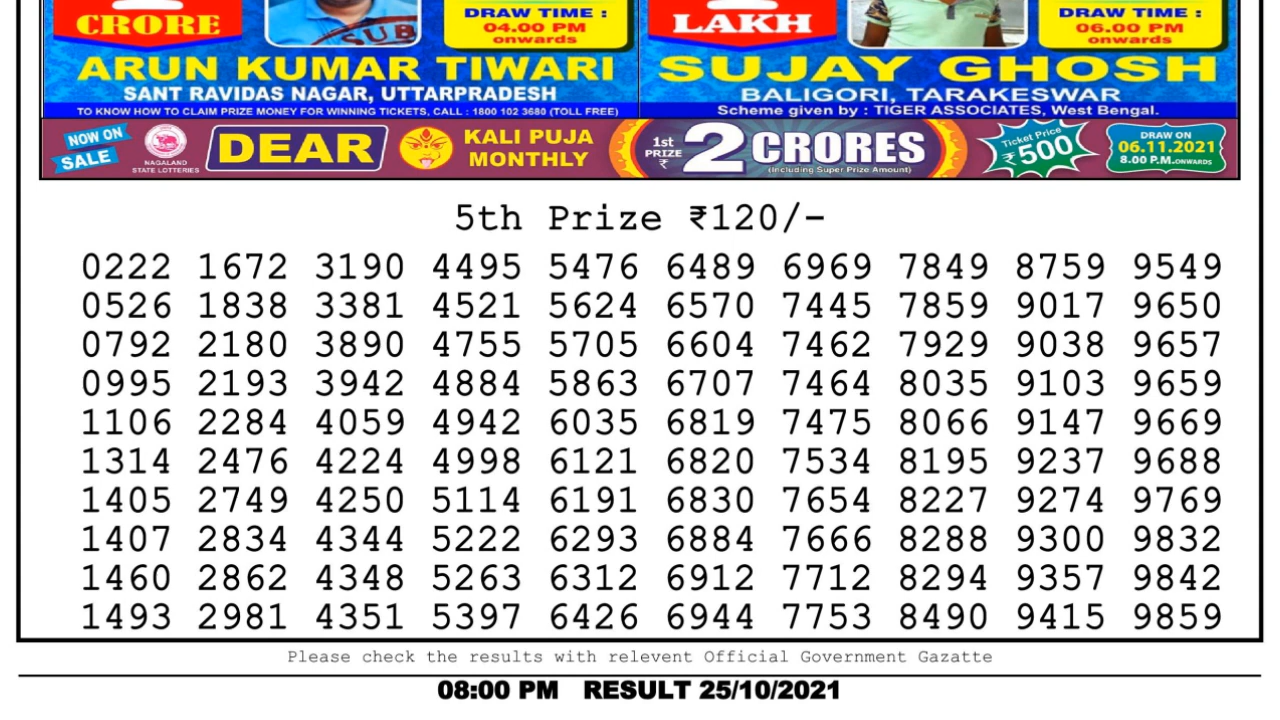 CRORE
SUB
DRAW TIME :
04.00 PM
onwards
ARUN KUMAR TIWARI
SANT RAVIDAS NAGAR, UTTARPRADESH
TO KNOW HOW TO CLAIM PRIZE MONEY FOR WINNING TICKETS, CALL : 1800 102 3680 (TOLL FREE)
LAKH
DRAW TIME :
06.00 PM
onwards
SUJAY GHOSH
BALIGORI, TARAKESWAR
Scheme given by : TIGER ASSOCIATES, West Bengal.
NOW ON
SALE
NAGALAND
STATE LOTTERIES
DEAR
KALI PUJA
MONTHLY
1st
PRIZE
₹
2 CRORES
(Including Super Prize Amount)
Ticket Price
₹500
DRAW ON
06.11.2021
8.00 P.M.ONWARDS
5th Prize ₹120/-
0222 1672 3190 4495 5476 6489 6969 7849 8759 9549
0526 1838 3381 4521 5624 6570 7445 7859 9017 9650
0792 2180 3890 4755 5705 6604 7462 7929 9038 9657
0995 2193 3942 4884 5863 6707 7464 8035 9103 9659
1106 2284 4059 4942 6035 6819 7475 8066 9147 9669
1314 2476 4224 4998 6121 6820 7534 8195 9237 9688
1405 2749 4250 5114 6191 6830 7654 8227 9274 9769
1407 2834 4344 5222 6293 6884 7666 8288 9300 9832
1460 2862 4348 5263 6312 6912 7712 8294 9357 9842
1493 2981 4351 5397 6426 6944 7753 8490 9415 9859
Please check the results with relevent Official Government Gazatte
08:00 PM RESULT 25/10/2021